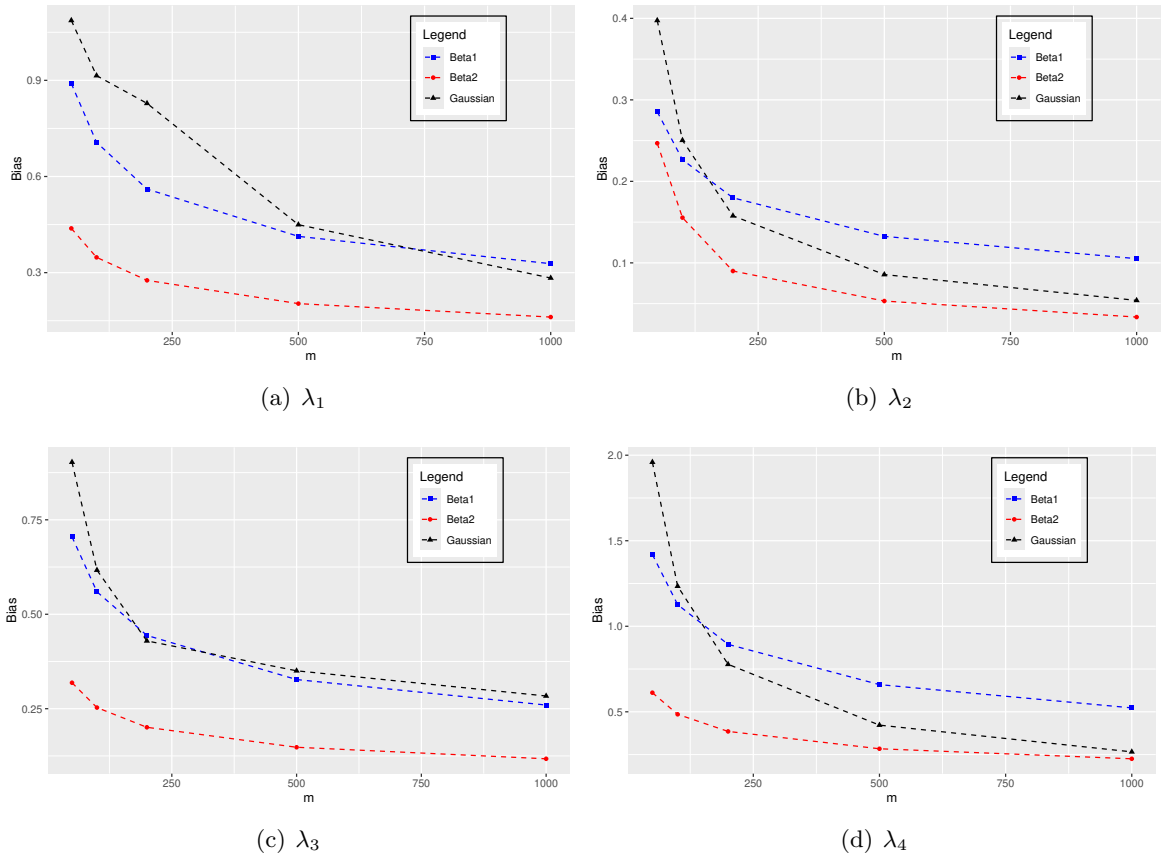 0.9
0.6
0.3
Bias
250
500
750
1000
m
Legend
Beta1
Beta2
Gaussian
(a) λ1
0.4
0.3
0.2
0.1
Bias
250
500
750
1000
m
Legend
Beta1
Beta2
Gaussian
(b) λ2
0.75
0.50
0.25
Bias
250
500
750
1000
m
Legend
Beta1
Beta2
Gaussian
(c) λ3
2.0
1.5
1.0
0.5
Bias
250
500
750
1000
m
Legend
Beta1
Beta2
Gaussian
(d) λ4